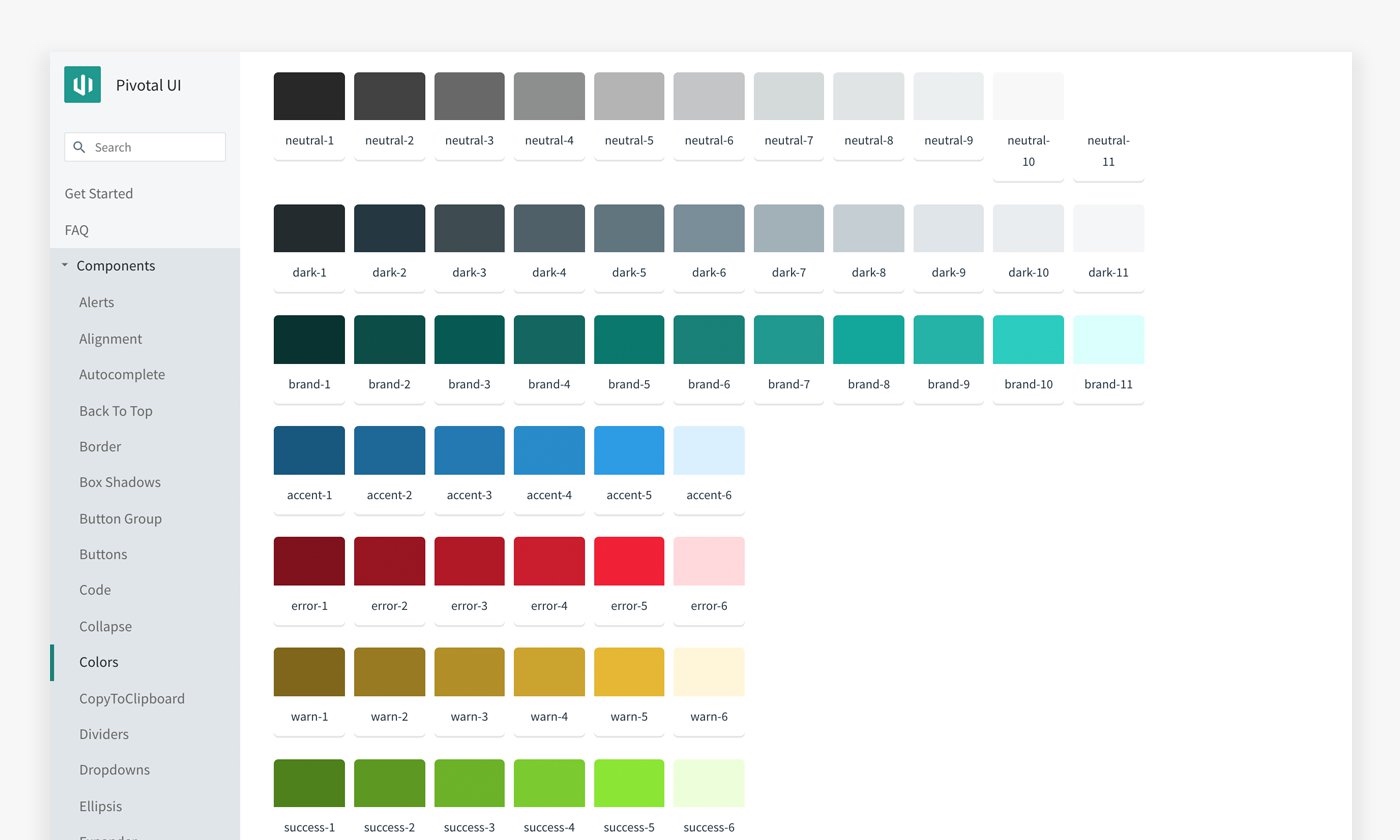 Pivotal UI
Search
Get Started
FAQ
Components
Alerts
Alignment
Autocomplete
Back To Top
Border
Box Shadows
Button Group
Buttons
Code
Collapse
Colors
CopyToClipboard
Dividers
Dropdowns
Ellipsis
neutral-1 neutral-2 neutral-3 neutral-4 neutral-5 neutral-6 neutral-7 neutral-8 neutral-9 neutral- neutral-
10 11
dark-1 dark-2 dark-3 dark-4 dark-5 dark-6 dark-7 dark-8 dark-9 dark-10 dark-11
brand-1 brand-2 brand-3 brand-4 brand-5 brand-6 brand-7 brand-8 brand-9 brand-10 brand-11
accent-1 accent-2 accent-3 accent-4 accent-5 accent-6
error-1 error-2 error-3 error-4 error-5 error-6
warn-1 warn-2 warn-3 warn-4 warn-5 warn-6
success-1 success-2 success-3 success-4 success-5 success-6